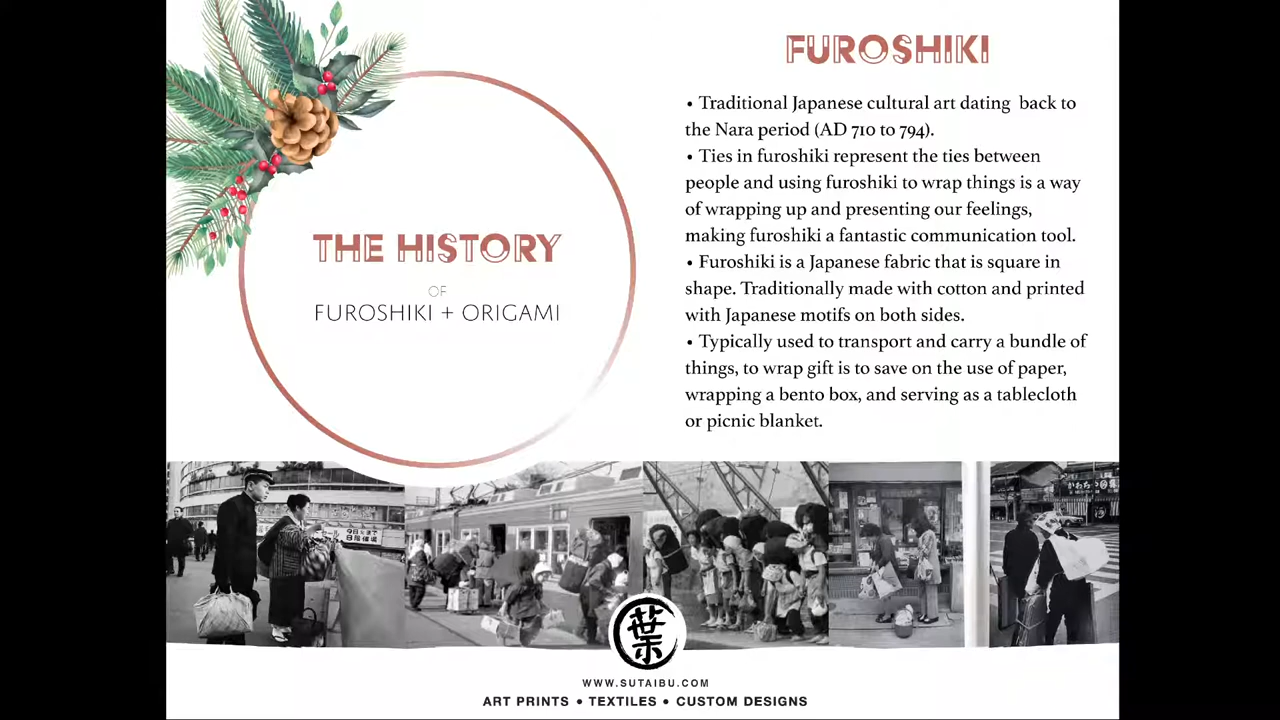 THE HISTORY
OF
FUROSHIKI + ORIGAMI
FUROSHIKI
• Traditional Japanese cultural art dating back to
the Nara period (AD 710 to 794).
• Ties in furoshiki represent the ties between
people and using furoshiki to wrap things is a way
of wrapping up and presenting our feelings,
making furoshiki a fantastic communication tool.
• Furoshiki is a Japanese fabric that is square in
shape. Traditionally made with cotton and printed
with Japanese motifs on both sides.
• Typically used to transport and carry a bundle of
things, to wrap gift is to save on the use of paper,
wrapping a bento box, and serving as a tablecloth
or picnic blanket.
葉
WWW.SUTAIBU.COM
ART PRINTS • TEXTILES • CUSTOM DESIGNS